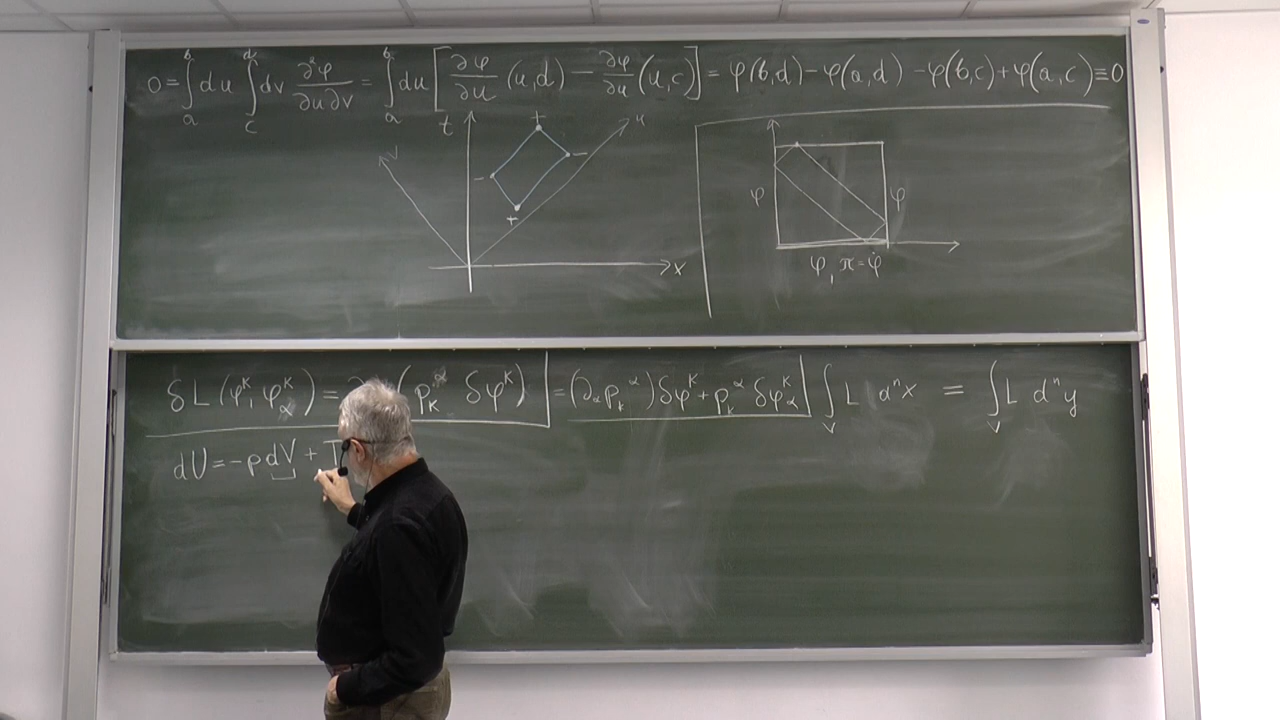 0 = ∫_a^b du ∫_c^d dv ∂²φ/∂u∂v = ∫_a^b du [ ∂φ/∂u (u,d) − ∂φ/∂u (u,c) ] = φ(b,d) − φ(a,d) − φ(b,c) + φ(a,c) ≡ 0
v
t
u
x
+
−
−
+
φ
φ
φ, π = φ̇
δL(φ^K, φ^K_α) = ( p_K^α δφ^K) = (∂_α p_K^α) δφ^K + p_K^α δφ^K_α ∫_V L d^n x = ∫_V L d^n y
dU = −p dV + T